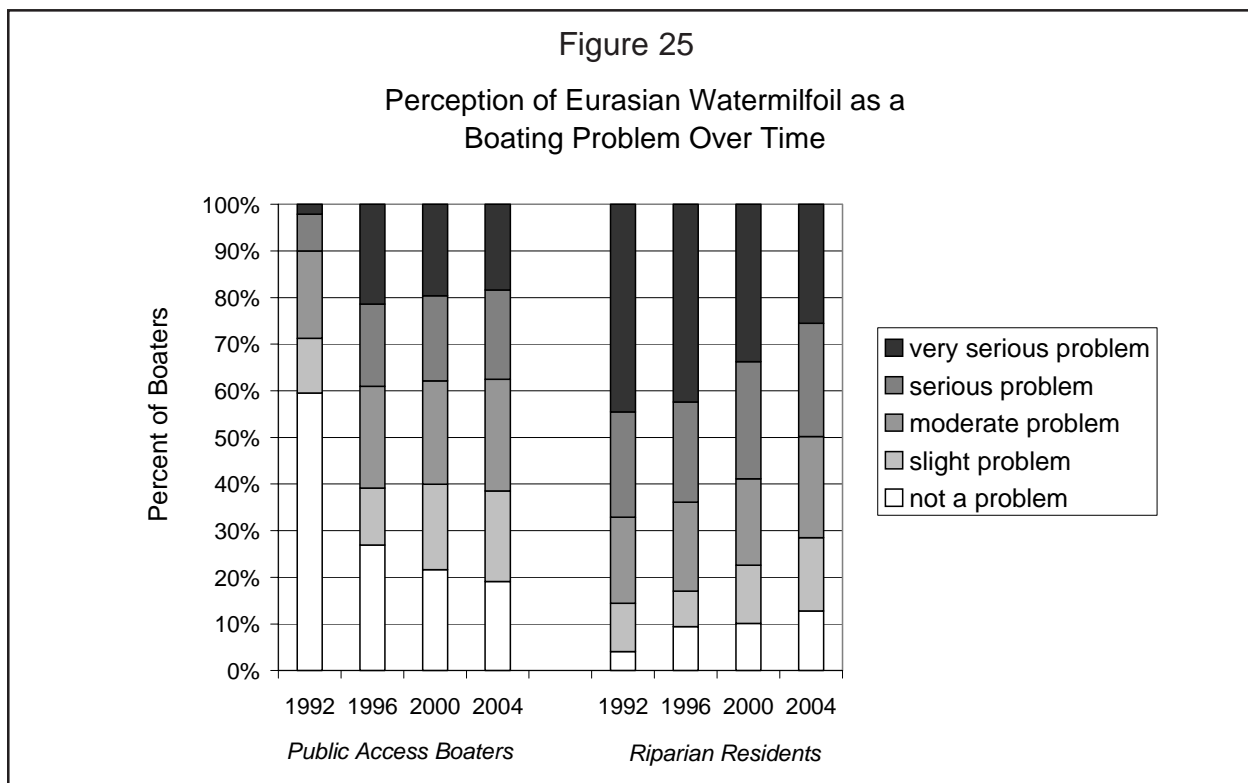 Figure 25
Perception of Eurasian Watermilfoil as a
Boating Problem Over Time
Percent of Boaters
100%
90%
80%
70%
60%
50%
40%
30%
20%
10%
0%
1992 1996 2000 2004 1992 1996 2000 2004
Public Access Boaters Riparian Residents
very serious problem
serious problem
moderate problem
slight problem
not a problem